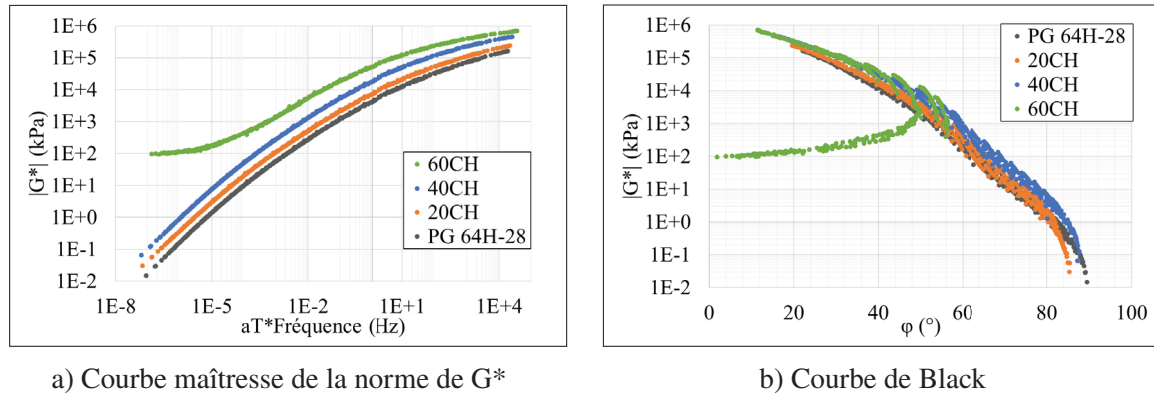 1E+6
1E+5
1E+4
1E+3
1E+2
1E+1
1E+0
1E-1
1E-2
|G*| (kPa)
60CH
40CH
20CH
PG 64H-28
1E-8
1E-5
1E-2
1E+1
1E+4
aT*Fréquence (Hz)
a) Courbe maîtresse de la norme de G*
1E+6
1E+5
1E+4
1E+3
1E+2
1E+1
1E+0
1E-1
1E-2
|G*| (kPa)
PG 64H-28
20CH
40CH
60CH
0
20
40
60
80
100
φ (°)
b) Courbe de Black